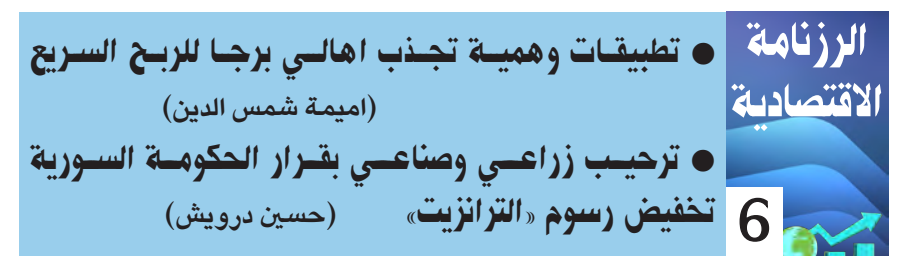 الرزنامة
الاقتصادية
● تطبيقات وهمية تجذب اهالي برجا للربح السريع
(اميمة شمس الدين)
● ترحيب زراعي وصناعي بقرار الحكومة السورية
تخفيض رسوم «الترانزيت» (حسين درويش)
6